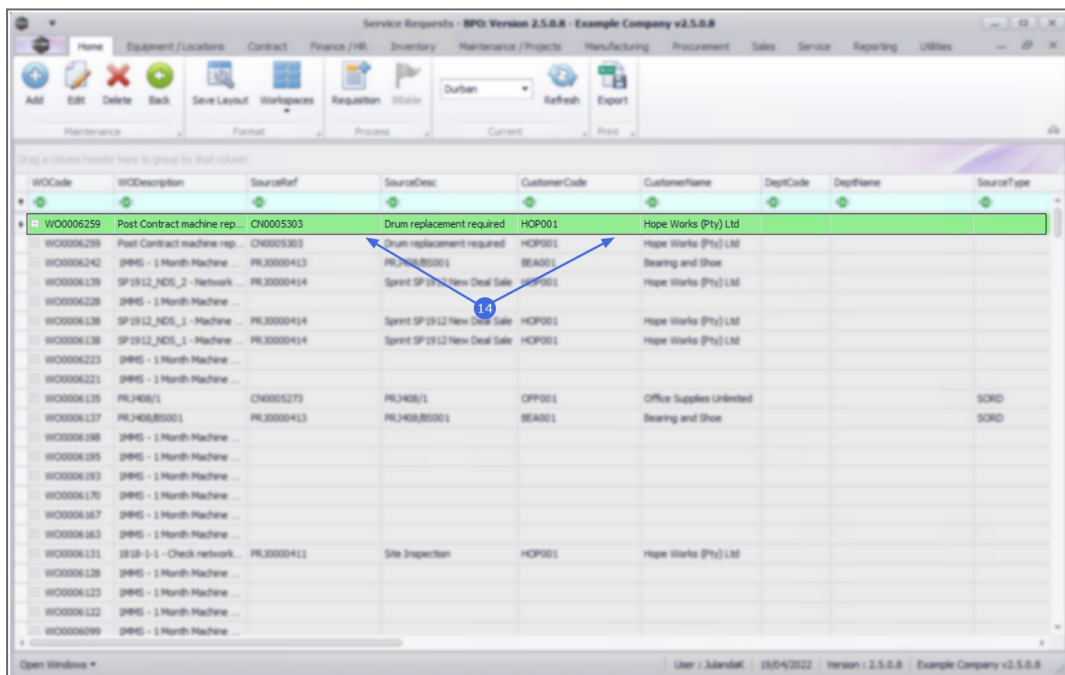 Service Requests - BPO: Version 2.5.0.8 - Example Company v2.5.0.8
Home Equipment / Locations Contract Finance / HR Inventory Maintenance / Projects Manufacturing Procurement Sales Service Reporting Utilities
Add Edit Delete Back Save Layout Workspaces Requisition Billable Durban Refresh Export
Maintenance Format Process Current Print
Drag a column header here to group by that column
WOCode WODescription SourceRef SourceDesc CustomerCode CustomerName DeptCode DeptName SourceType
WO0006259 Post Contract machine rep... CN0005303 Drum replacement required HOP001 Hope Works (Pty) Ltd
WO0006259 Post Contract machine rep... CN0005303 Drum replacement required HOP001 Hope Works (Pty) Ltd
WO0006242 1MMS - 1 Month Machine ... PRJ0000413 PRJ408/BS001 BEA001 Bearing and Shoe
WO0006139 SP1912_NDS_2 - Network ... PRJ0000414 Sprint SP1912 New Deal Sale HOP001 Hope Works (Pty) Ltd
WO0006228 1MMS - 1 Month Machine ...
14
WO0006138 SP1912_NDS_1 - Machine ... PRJ0000414 Sprint SP1912 New Deal Sale HOP001 Hope Works (Pty) Ltd
WO0006138 SP1912_NDS_1 - Machine ... PRJ0000414 Sprint SP1912 New Deal Sale HOP001 Hope Works (Pty) Ltd
WO0006223 1MMS - 1 Month Machine ...
WO0006221 1MMS - 1 Month Machine ...
WO0006135 PRJ408/1 CN0005273 PRJ408/1 OFF001 Office Supplies Unlimited SORD
WO0006137 PRJ408/BS001 PRJ0000413 PRJ408/BS001 BEA001 Bearing and Shoe SORD
WO0006198 1MMS - 1 Month Machine ...
WO0006195 1MMS - 1 Month Machine ...
WO0006193 1MMS - 1 Month Machine ...
WO0006170 1MMS - 1 Month Machine ...
WO0006167 1MMS - 1 Month Machine ...
WO0006163 1MMS - 1 Month Machine ...
WO0006131 1818-1-1 - Check network... PRJ0000411 Site Inspection HOP001 Hope Works (Pty) Ltd
WO0006128 1MMS - 1 Month Machine ...
WO0006123 1MMS - 1 Month Machine ...
WO0006122 1MMS - 1 Month Machine ...
WO0006099 1MMS - 1 Month Machine ...
Open Windows User : JulandaK 19/04/2022 Version : 2.5.0.8 Example Company v2.5.0.8